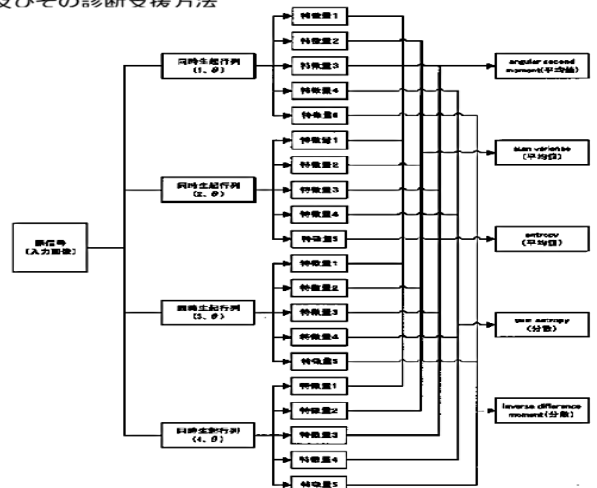 及びその診断支援方法
特徴量1
特徴量2
特徴量3
特徴量4
特徴量5
同時生起行列
(1、θ)
特徴量1
特徴量2
特徴量3
特徴量4
特徴量5
同時生起行列
(2、θ)
原信号
(入力画像)
特徴量1
特徴量2
特徴量3
特徴量4
特徴量5
同時生起行列
(3、θ)
特徴量1
特徴量2
特徴量3
特徴量4
特徴量5
同時生起行列
(4、θ)
angular second
moment(平均値)
sum variance
(平均値)
entropy
(平均値)
sum entropy
(分散)
inverse difference
moment(分散)